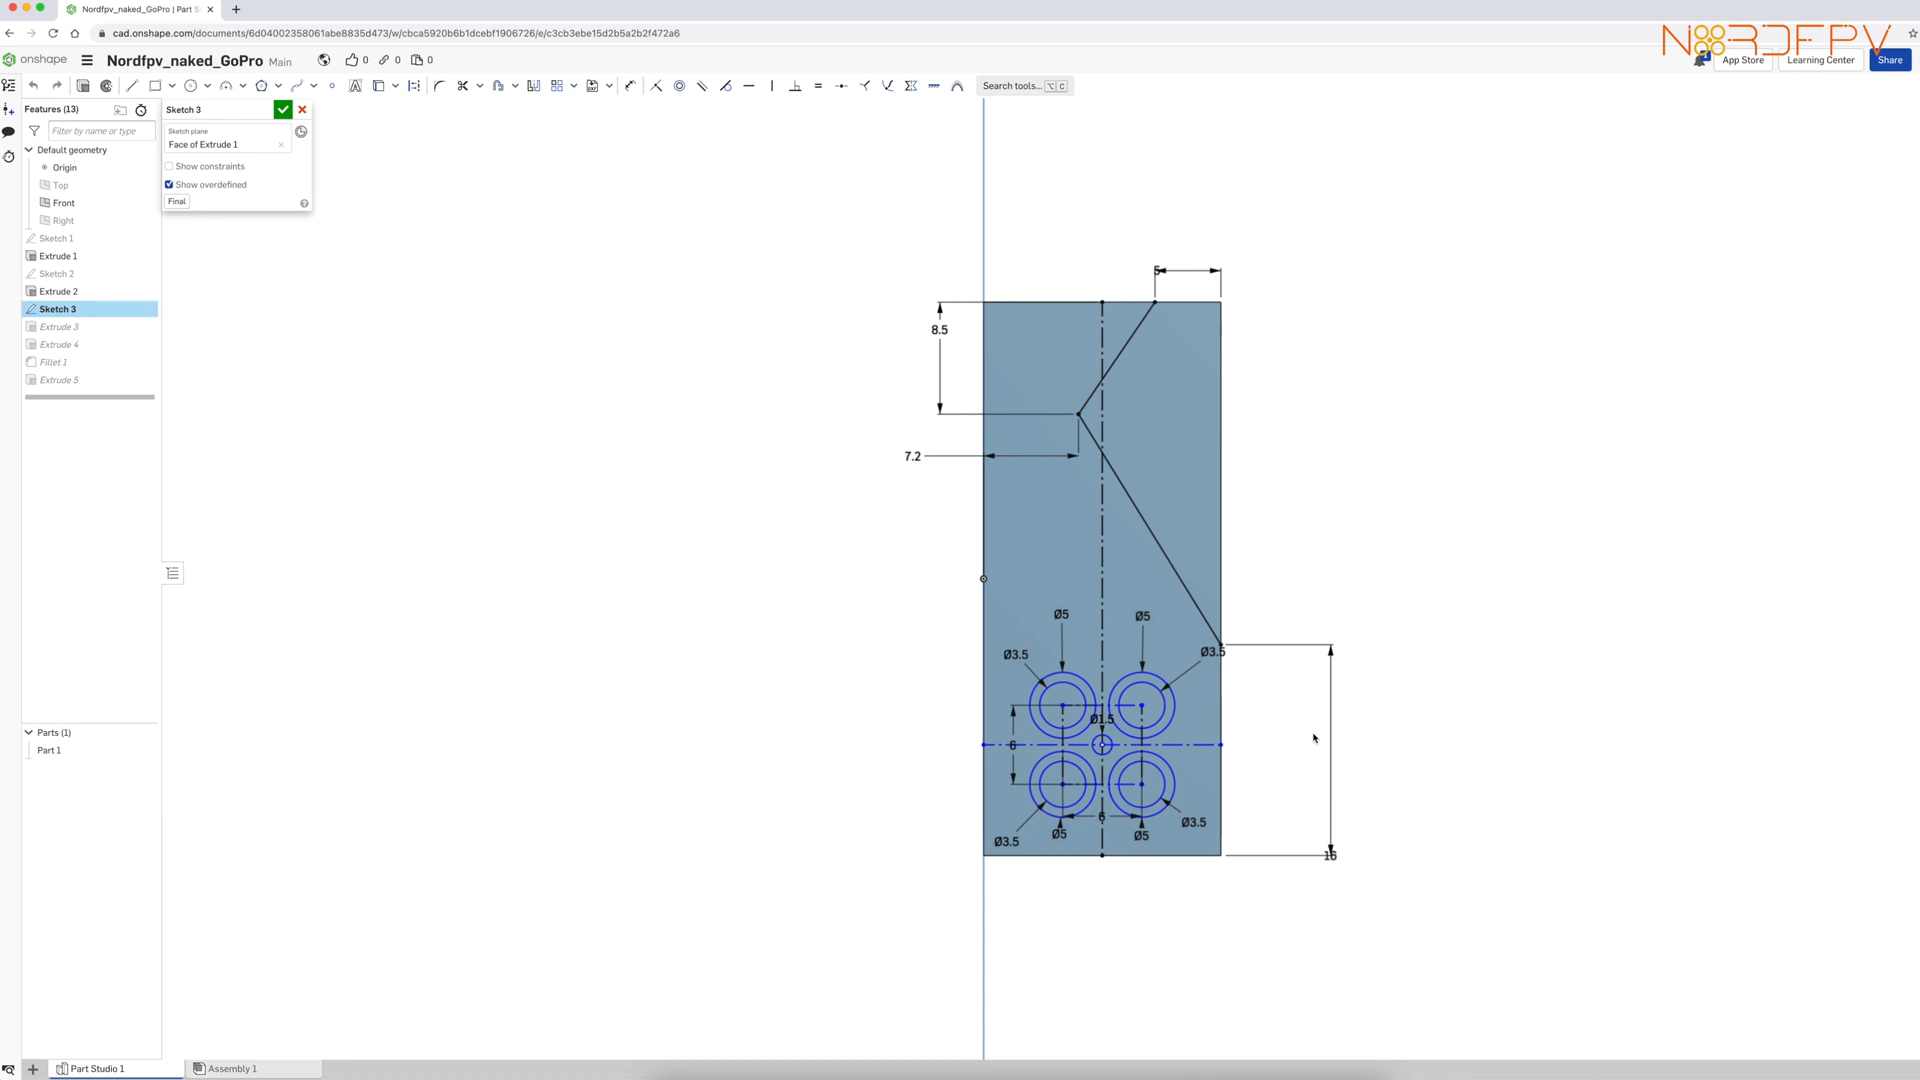 Nordfpv_naked_GoPro | Part S
cad.onshape.com/documents/6d04002358061abe8835d473/w/cbca5920b6b1dcebf1906726/e/c3cb3ebe15d2b5a2b2f472a6
NORDFPV
onshape
Nordfpv_naked_GoPro Main
0
0
0
App Store
Learning Center
Share
Search tools... ⌥ C
Features (13)
Filter by name or type
Default geometry
Origin
Top
Front
Right
Sketch 1
Extrude 1
Sketch 2
Extrude 2
Sketch 3
Extrude 3
Extrude 4
Fillet 1
Extrude 5
Sketch 3
Sketch plane
Face of Extrude 1
Show constraints
Show overdefined
Final
5
8.5
7.2
Ø5
Ø5
Ø3.5
Ø3.5
Ø1.5
6
6
Ø5
Ø5
Ø3.5
Ø3.5
16
Parts (1)
Part 1
Part Studio 1
Assembly 1